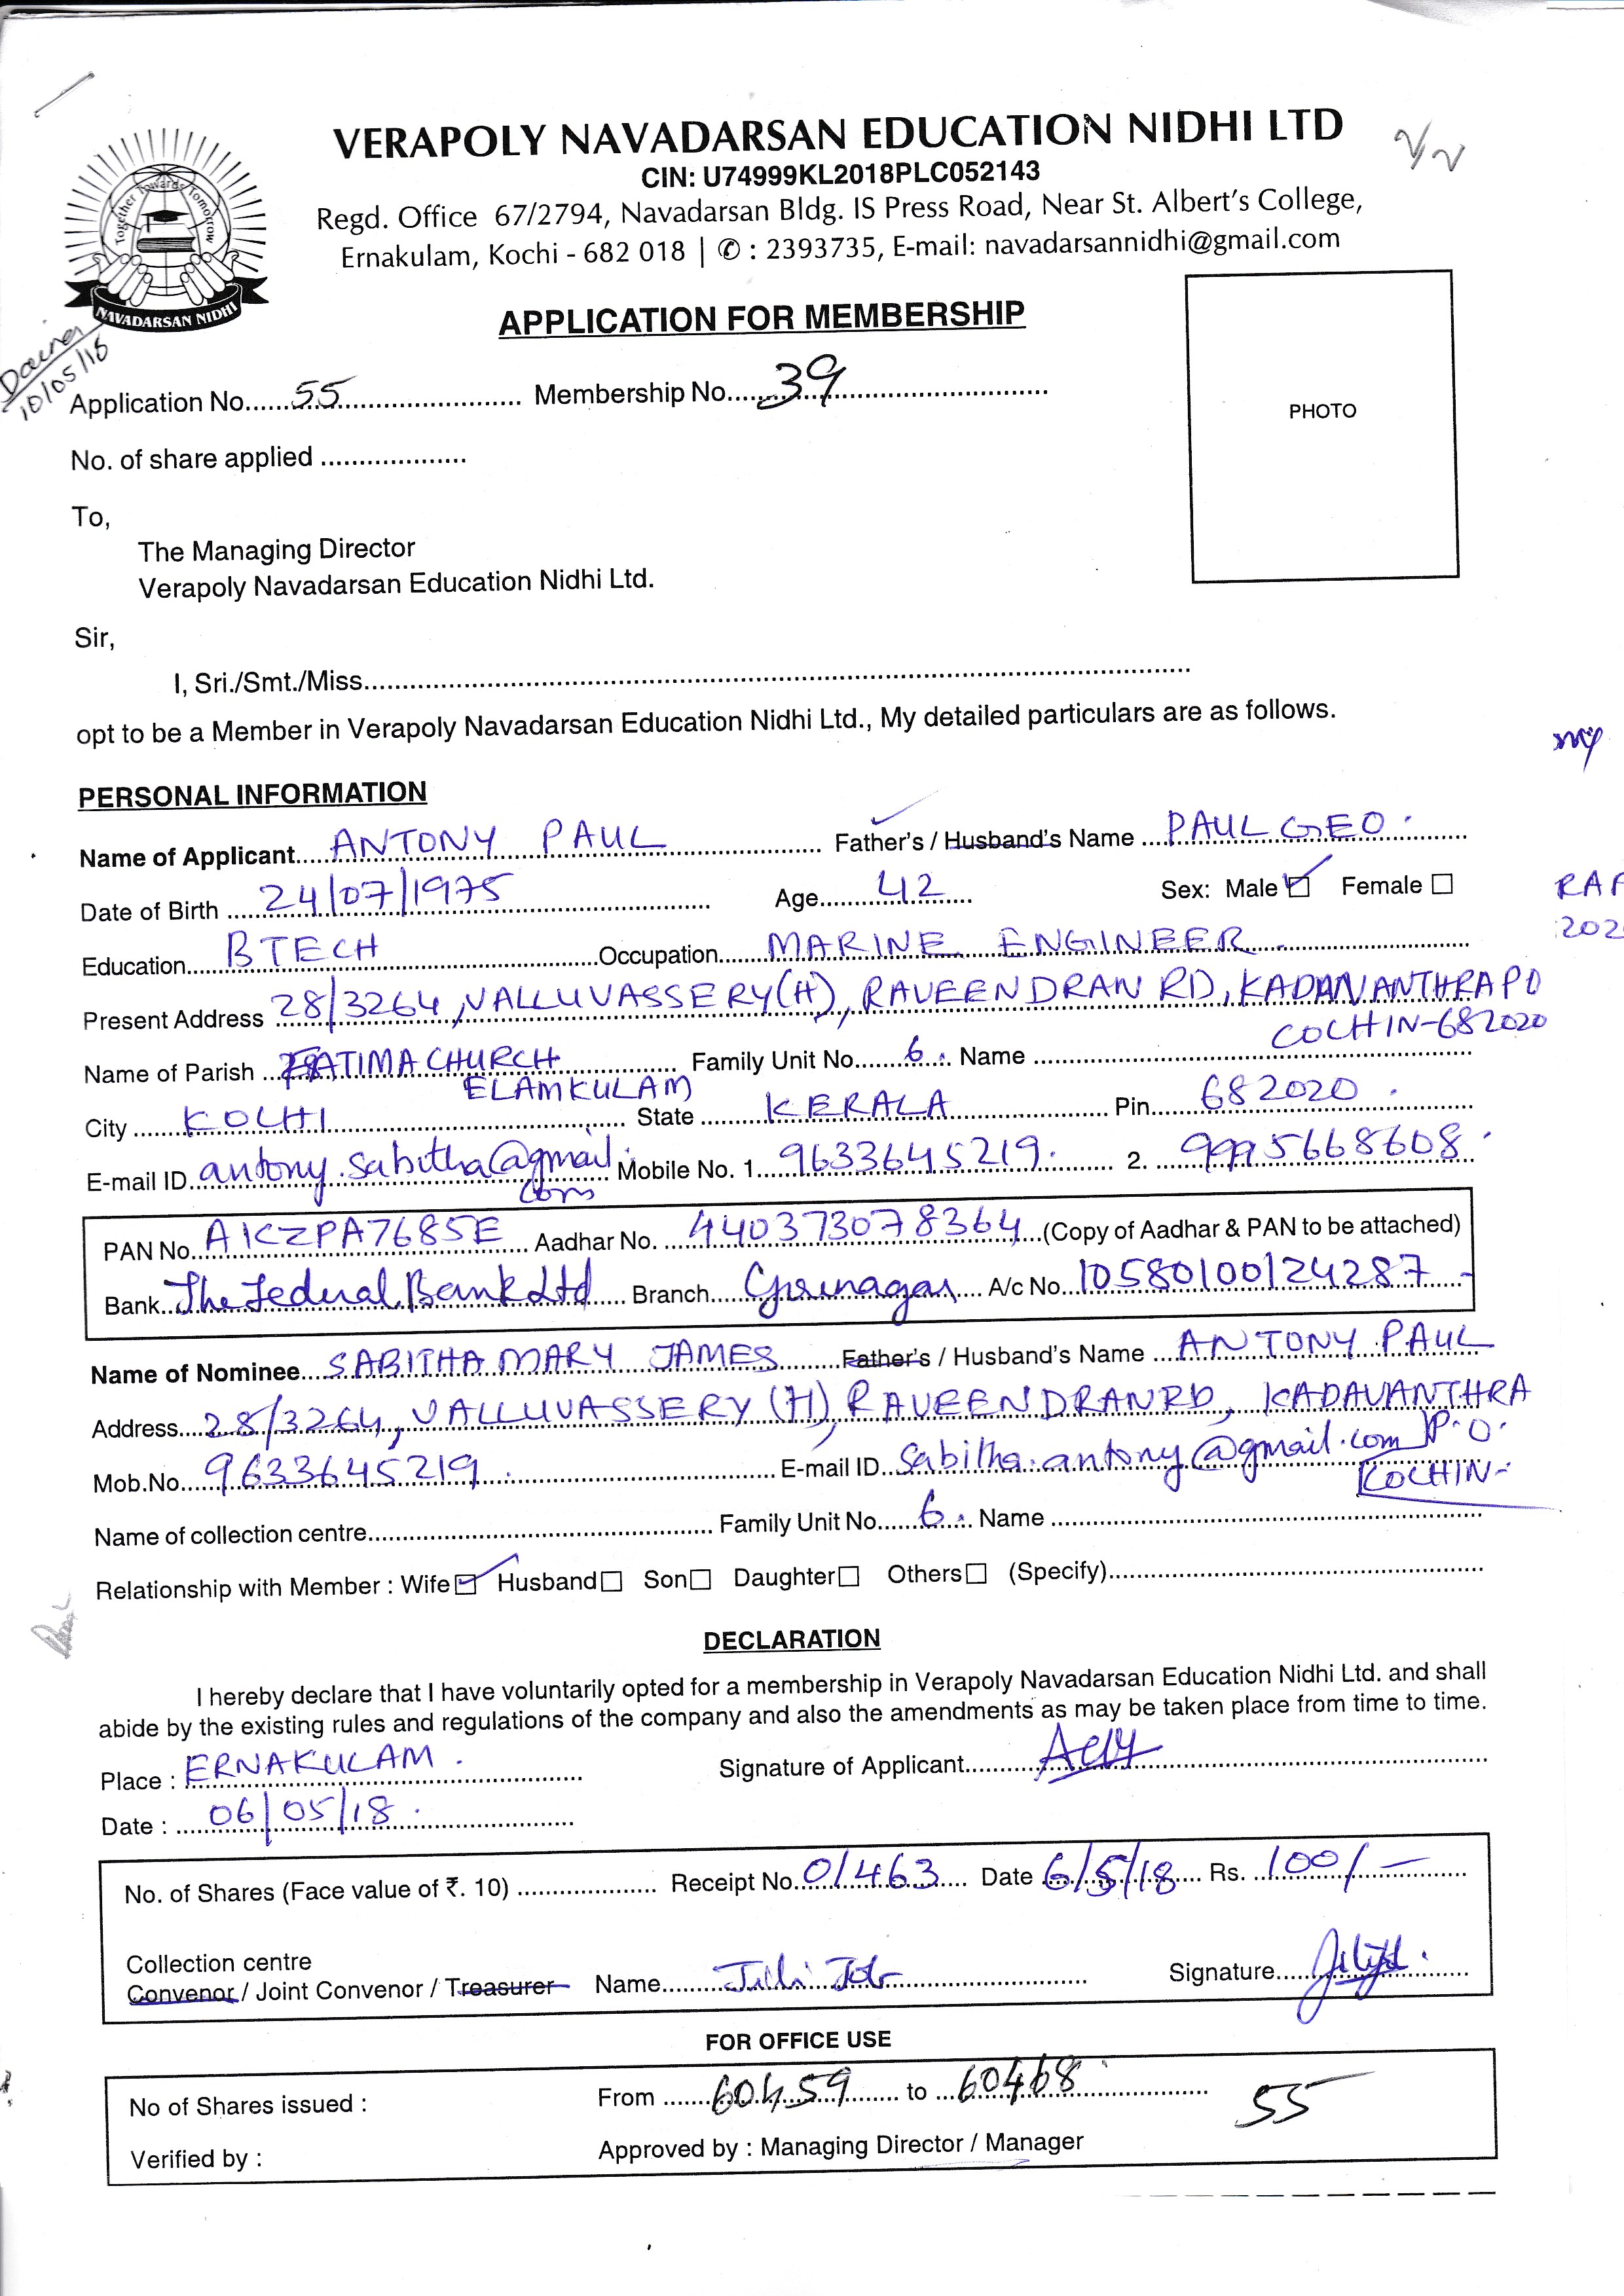 VERAPOLY NAVADARSAN EDUCATION NIDHI LTD
CIN: U74999KL2018PLC052143
Regd. Office 67/2794, Navadarsan Bldg. IS Press Road, Near St. Albert's College,
Ernakulam, Kochi - 682 018 | ✆ : 2393735, E-mail: navadarsannidhi@gmail.com
Together Towards Tomorrow
NAVADARSAN NIDHI
10/05/18
APPLICATION FOR MEMBERSHIP
PHOTO
Application No. 55 Membership No. 39
No. of share applied
To,
The Managing Director
Verapoly Navadarsan Education Nidhi Ltd.
Sir,
I, Sri./Smt./Miss
opt to be a Member in Verapoly Navadarsan Education Nidhi Ltd., My detailed particulars are as follows.
PERSONAL INFORMATION
Name of Applicant ANTONY PAUL Father's / Husband's Name PAUL GEO.
Date of Birth 24/07/1975 Age 42 Sex: Male ☑ Female ☐
Education BTECH Occupation MARINE ENGINEER
Present Address 28/3264, VALLUVASSERY(H), RAVEENDRAN RD, KADAVANTHRA PO
COCHIN-682020
Name of Parish FATIMA CHURCH Family Unit No. 6. Name
ELAMKULAM
City KOCHI State KERALA Pin 682020
E-mail ID antony.sabitha@gmail. Mobile No. 1. 9633645219. 2. 9995668608
com
PAN No. AKZPA7685E Aadhar No. 440373078364 (Copy of Aadhar & PAN to be attached)
Bank The Federal Bank Ltd Branch Girinagar A/c No. 10580100124287
Name of Nominee SABITHA MARY JAMES Father's / Husband's Name ANTONY PAUL
Address 28/3264, VALLUVASSERY (H), RAVEENDRAN RD, KADAVANTHRA
P.O.
KOCHIN-
Mob.No. 9633645219 E-mail ID sabitha.antony@gmail.com
Name of collection centre Family Unit No. 6. Name
Relationship with Member : Wife ☑ Husband ☐ Son ☐ Daughter ☐ Others ☐ (Specify)
DECLARATION
I hereby declare that I have voluntarily opted for a membership in Verapoly Navadarsan Education Nidhi Ltd. and shall
abide by the existing rules and regulations of the company and also the amendments as may be taken place from time to time.
Place : ERNAKULAM. Signature of Applicant
Date : 06/05/18.
No. of Shares (Face value of ₹. 10) Receipt No. 01463 Date 6/5/18 Rs. 100/-
Collection centre
Convenor / Joint Convenor / Treasurer Name Signature
FOR OFFICE USE
No of Shares issued : From 60459 to 60468 55
Verified by : Approved by : Managing Director / Manager